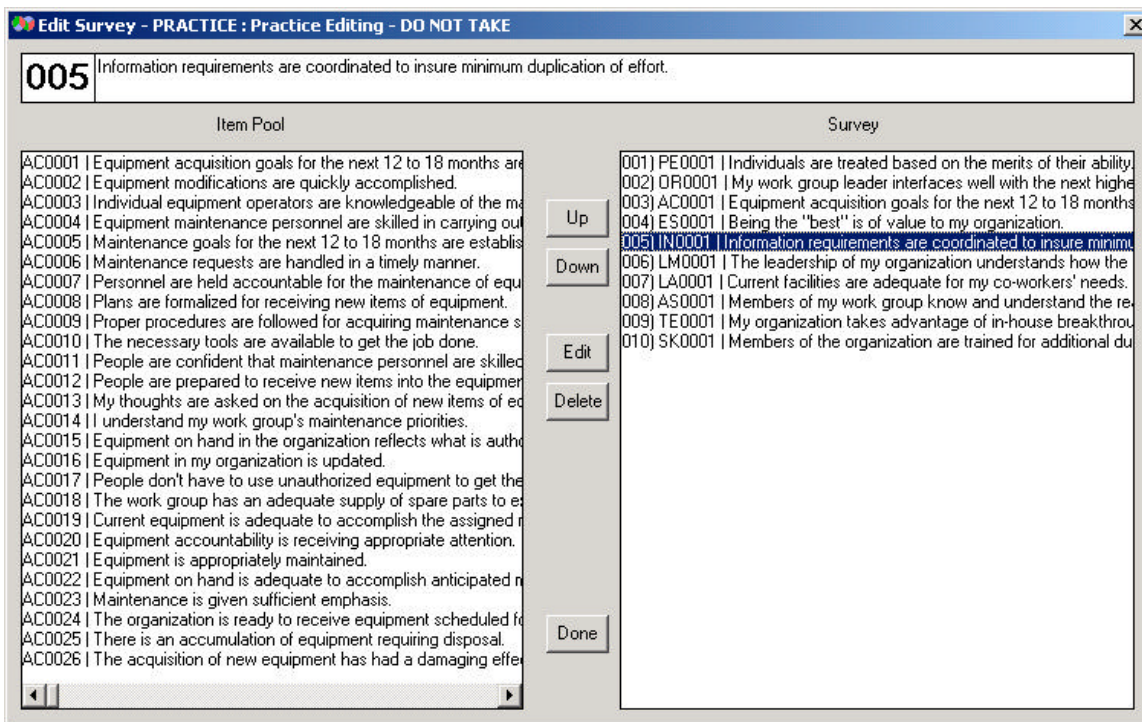 Edit Survey - PRACTICE : Practice Editing - DO NOT TAKE
005
Information requirements are coordinated to insure minimum duplication of effort.
Item Pool
AC0001 | Equipment acquisition goals for the next 12 to 18 months are
AC0002 | Equipment modifications are quickly accomplished.
AC0003 | Individual equipment operators are knowledgeable of the ma
AC0004 | Equipment maintenance personnel are skilled in carrying out
AC0005 | Maintenance goals for the next 12 to 18 months are establis
AC0006 | Maintenance requests are handled in a timely manner.
AC0007 | Personnel are held accountable for the maintenance of equ
AC0008 | Plans are formalized for receiving new items of equipment.
AC0009 | Proper procedures are followed for acquiring maintenance s
AC0010 | The necessary tools are available to get the job done.
AC0011 | People are confident that maintenance personnel are skilled
AC0012 | People are prepared to receive new items into the equipmen
AC0013 | My thoughts are asked on the acquisition of new items of eq
AC0014 | I understand my work group's maintenance priorities.
AC0015 | Equipment on hand in the organization reflects what is autho
AC0016 | Equipment in my organization is updated.
AC0017 | People don't have to use unauthorized equipment to get the
AC0018 | The work group has an adequate supply of spare parts to e
AC0019 | Current equipment is adequate to accomplish the assigned m
AC0020 | Equipment accountability is receiving appropriate attention.
AC0021 | Equipment is appropriately maintained.
AC0022 | Equipment on hand is adequate to accomplish anticipated m
AC0023 | Maintenance is given sufficient emphasis.
AC0024 | The organization is ready to receive equipment scheduled fo
AC0025 | There is an accumulation of equipment requiring disposal.
AC0026 | The acquisition of new equipment has had a damaging effe
Up
Down
Edit
Delete
Done
Survey
001) PE0001 | Individuals are treated based on the merits of their ability.
002) OR0001 | My work group leader interfaces well with the next highe
003) AC0001 | Equipment acquisition goals for the next 12 to 18 months
004) ES0001 | Being the "best" is of value to my organization.
005) IN0001 | Information requirements are coordinated to insure minimu
006) LM0001 | The leadership of my organization understands how the
007) LA0001 | Current facilities are adequate for my co-workers' needs.
008) AS0001 | Members of my work group know and understand the re
009) TE0001 | My organization takes advantage of in-house breakthrou
010) SK0001 | Members of the organization are trained for additional du